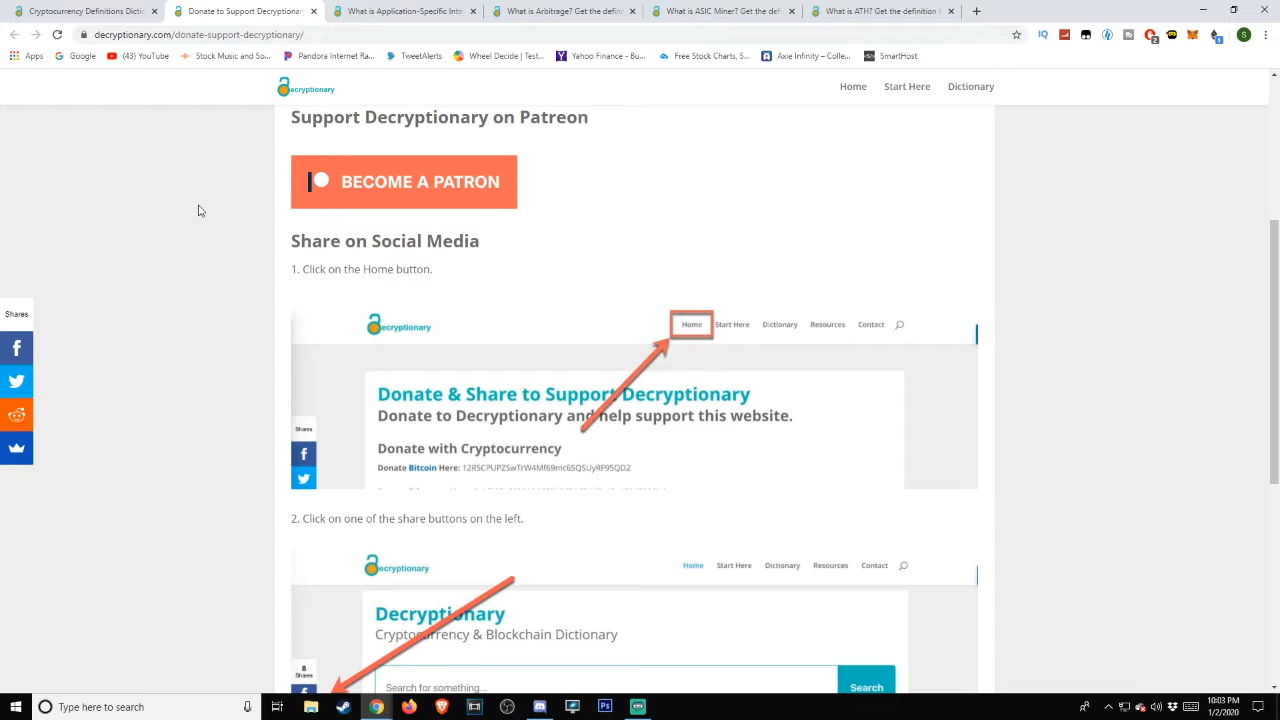 Cryptocurrency Definitions Dictio
Donate to Support Decryptionary
What is Application-Specific Inte
What is Arbitrage? Get the defini
What is ASIC Miner? Get the def
What is ATH? Get the definition
decryptionary.com/donate-support-decryptionary/
Apps
Google
(43) YouTube
Stock Music and So...
Pandora Internet Ra...
TweetAlerts
Wheel Decide | Test...
Yahoo Finance - Bu...
Free Stock Charts, S...
Axie Infinity – Colle...
SmartHost
ecryptionary
Home
Start Here
Dictionary
Support Decryptionary on Patreon
BECOME A PATRON
Share on Social Media
1. Click on the Home button.
Shares
ecryptionary
Home
Start Here
Dictionary
Resources
Contact
Donate & Share to Support Decryptionary
Donate to Decryptionary and help support this website.
Shares
Donate with Cryptocurrency
Donate Bitcoin Here:
2. Click on one of the share buttons on the left.
ecryptionary
Home
Start Here
Dictionary
Resources
Contact
Decryptionary
Cryptocurrency & Blockchain Dictionary
8
Shares
Search for something...
Search
Type here to search
10:03 PM
1/2/2020